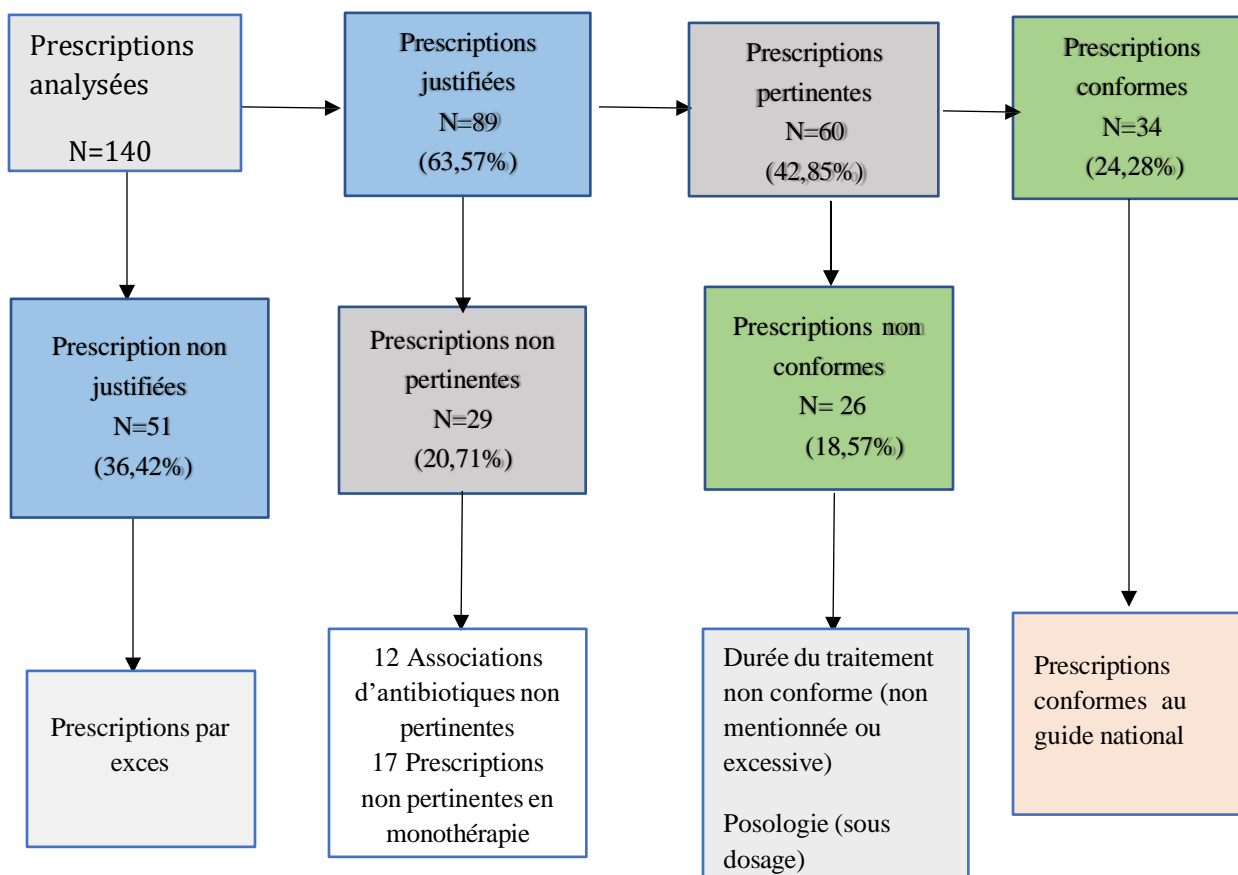 Prescriptions
analysées
N=140
Prescriptions
justifiées
N=89
(63,57%)
Prescriptions
pertinentes
N=60
(42,85%)
Prescriptions
conformes
N=34
(24,28%)
Prescription non
justifiées
N=51
(36,42%)
Prescriptions non
pertinentes
N=29
(20,71%)
Prescriptions non
conformes
N= 26
(18,57%)
Prescriptions par
exces
12 Associations
d’antibiotiques non
pertinentes
17 Prescriptions
non pertinentes en
monothérapie
Durée du traitement
non conforme (non
mentionnée ou
excessive)
Posologie (sous
dosage)
Prescriptions
conformes au
guide national